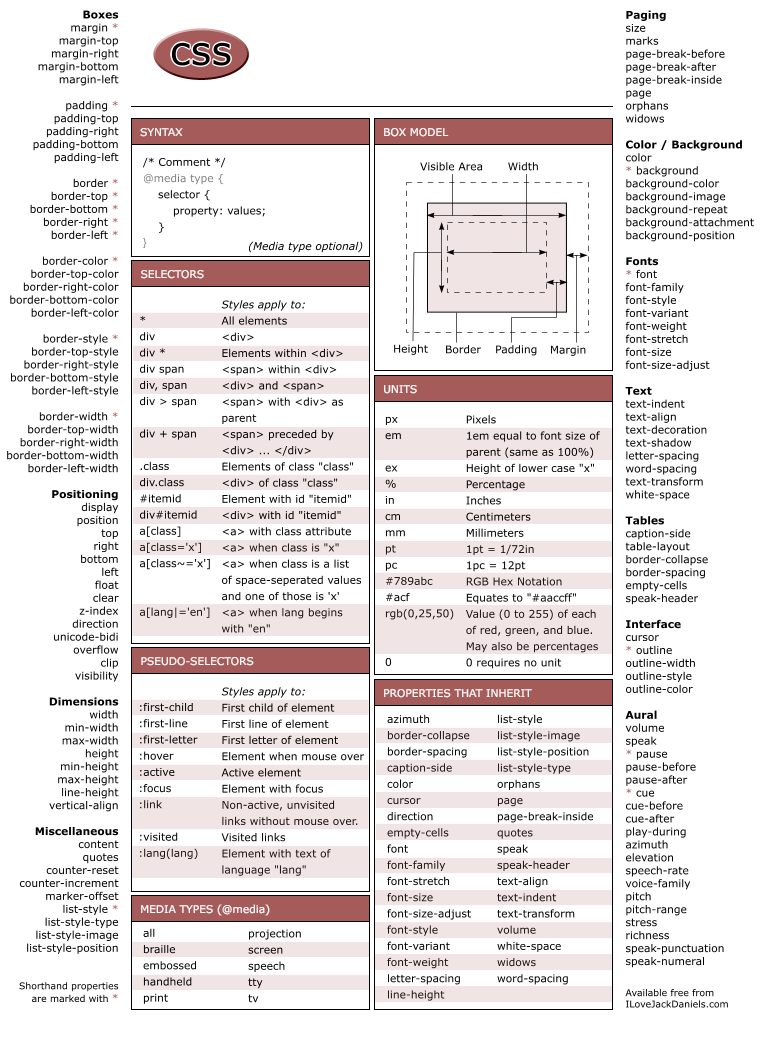 Boxes
margin *
margin-top
margin-right
margin-bottom
margin-left
padding *
padding-top
padding-right
padding-bottom
padding-left
border *
border-top *
border-bottom *
border-right *
border-left *
border-color *
border-top-color
border-right-color
border-bottom-color
border-left-color
border-style *
border-top-style
border-right-style
border-bottom-style
border-left-style
border-width *
border-top-width
border-right-width
border-bottom-width
border-left-width
Positioning
display
position
top
right
bottom
left
float
clear
z-index
direction
unicode-bidi
overflow
clip
visibility
Dimensions
width
min-width
max-width
height
min-height
max-height
line-height
vertical-align
Miscellaneous
content
quotes
counter-reset
counter-increment
marker-offset
list-style *
list-style-type
list-style-image
list-style-position
Shorthand properties
are marked with *
CSS
SYNTAX
/* Comment */
@media type {
selector {
property: values;
}
}
(Media type optional)
SELECTORS
Styles apply to:
* All elements
div <div>
div * Elements within <div>
div span <span> within <div>
div, span <div> and <span>
div > span <span> with <div> as
parent
div + span <span> preceded by
<div> ... </div>
.class Elements of class "class"
div.class <div> of class "class"
#itemid Element with id "itemid"
div#itemid <div> with id "itemid"
a[class] <a> with class attribute
a[class='x'] <a> when class is "x"
a[class~='x'] <a> when class is a list
of space-seperated values
and one of those is 'x'
a[lang|='en'] <a> when lang begins
with "en"
PSEUDO-SELECTORS
Styles apply to:
:first-child First child of element
:first-line First line of element
:first-letter First letter of element
:hover Element when mouse over
:active Active element
:focus Element with focus
:link Non-active, unvisited
links without mouse over.
:visited Visited links
:lang(lang) Element with text of
language "lang"
MEDIA TYPES (@media)
all projection
braille screen
embossed speech
handheld tty
print tv
BOX MODEL
Visible Area Width
Height Border Padding Margin
UNITS
px Pixels
em 1em equal to font size of
parent (same as 100%)
ex Height of lower case "x"
% Percentage
in Inches
cm Centimeters
mm Millimeters
pt 1pt = 1/72in
pc 1pc = 12pt
#789abc RGB Hex Notation
#acf Equates to "#aaccff"
rgb(0,25,50) Value (0 to 255) of each
of red, green, and blue.
May also be percentages
0 0 requires no unit
PROPERTIES THAT INHERIT
azimuth list-style
border-collapse list-style-image
border-spacing list-style-position
caption-side list-style-type
color orphans
cursor page
direction page-break-inside
empty-cells quotes
font speak
font-family speak-header
font-stretch text-align
font-size text-indent
font-size-adjust text-transform
font-style volume
font-variant white-space
font-weight widows
letter-spacing word-spacing
line-height
Paging
size
marks
page-break-before
page-break-after
page-break-inside
page
orphans
widows
Color / Background
color
* background
background-color
background-image
background-repeat
background-attachment
background-position
Fonts
* font
font-family
font-style
font-variant
font-weight
font-stretch
font-size
font-size-adjust
Text
text-indent
text-align
text-decoration
text-shadow
letter-spacing
word-spacing
text-transform
white-space
Tables
caption-side
table-layout
border-collapse
border-spacing
empty-cells
speak-header
Interface
cursor
* outline
outline-width
outline-style
outline-color
Aural
volume
speak
* pause
pause-before
pause-after
* cue
cue-before
cue-after
play-during
azimuth
elevation
speech-rate
voice-family
pitch
pitch-range
stress
richness
speak-punctuation
speak-numeral
Available free from
ILoveJackDaniels.com